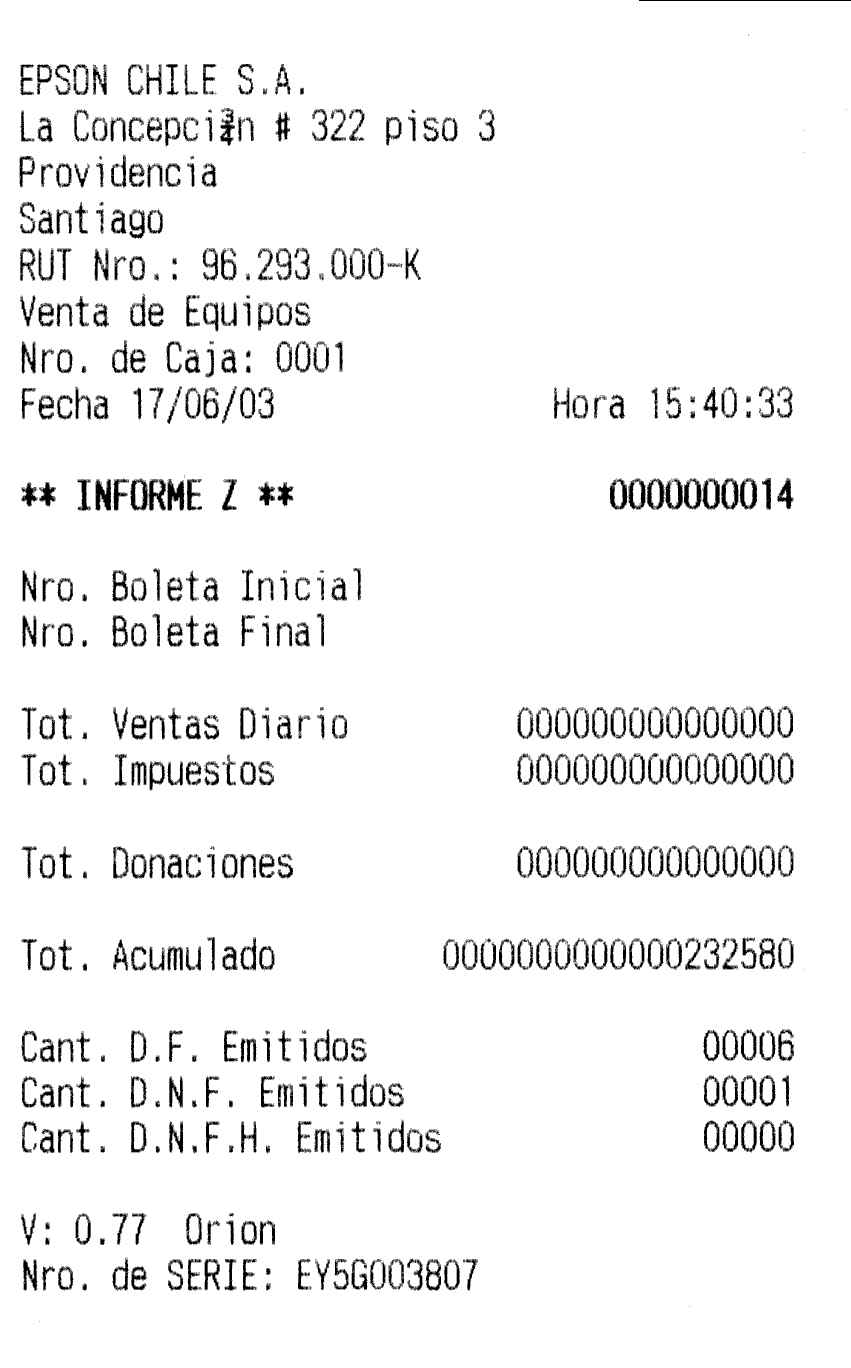 EPSON CHILE S.A.
La Concepci¾n # 322 piso 3
Providencia
Santiago
RUT Nro.: 96.293.000-K
Venta de Equipos
Nro. de Caja: 0001
Fecha 17/06/03 Hora 15:40:33
** INFORME Z ** 0000000014
Nro. Boleta Inicial
Nro. Boleta Final
Tot. Ventas Diario 000000000000000
Tot. Impuestos 000000000000000
Tot. Donaciones 000000000000000
Tot. Acumulado 0000000000000232580
Cant. D.F. Emitidos 00006
Cant. D.N.F. Emitidos 00001
Cant. D.N.F.H. Emitidos 00000
V: 0.77 Orion
Nro. de SERIE: EY5G003807